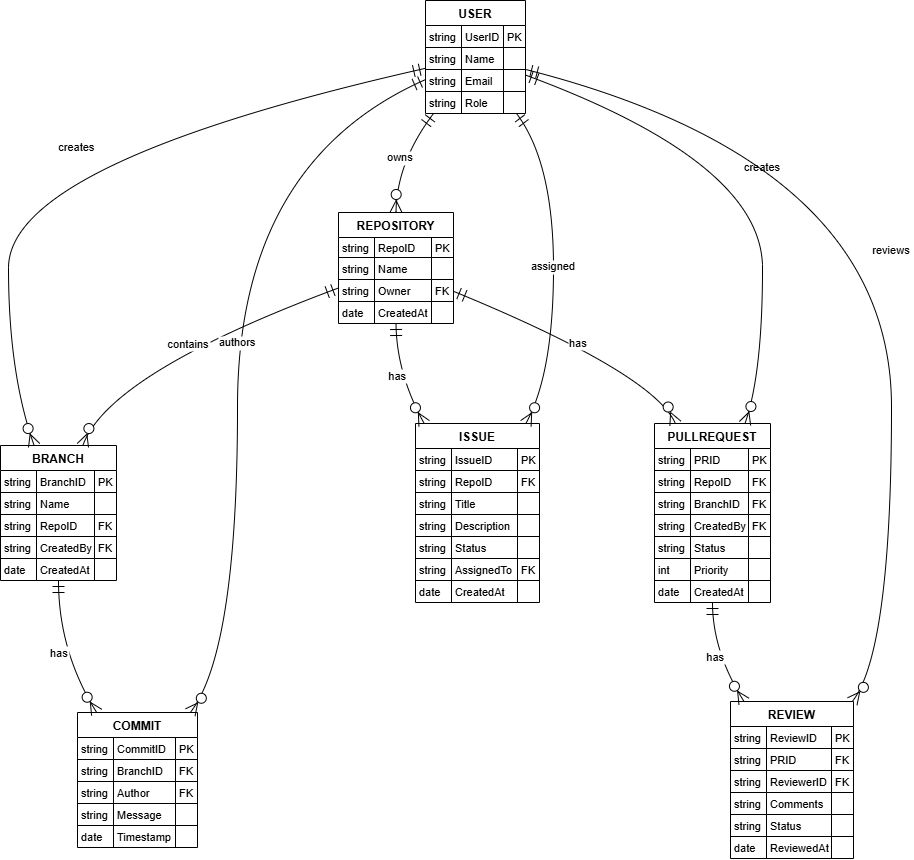 USER
string UserID PK
string Name
string Email
string Role
creates
owns
creates
reviews
REPOSITORY
string RepoID PK
string Name
string Owner FK
date CreatedAt
assigned
contains
authors
has
has
BRANCH
string BranchID PK
string Name
string RepoID FK
string CreatedBy FK
date CreatedAt
ISSUE
string IssueID PK
string RepoID FK
string Title
string Description
string Status
string AssignedTo FK
date CreatedAt
PULLREQUEST
string PRID PK
string RepoID FK
string BranchID FK
string CreatedBy FK
string Status
int Priority
date CreatedAt
has
has
COMMIT
string CommitID PK
string BranchID FK
string Author FK
string Message
date Timestamp
REVIEW
string ReviewID PK
string PRID FK
string ReviewerID FK
string Comments
string Status
date ReviewedAt